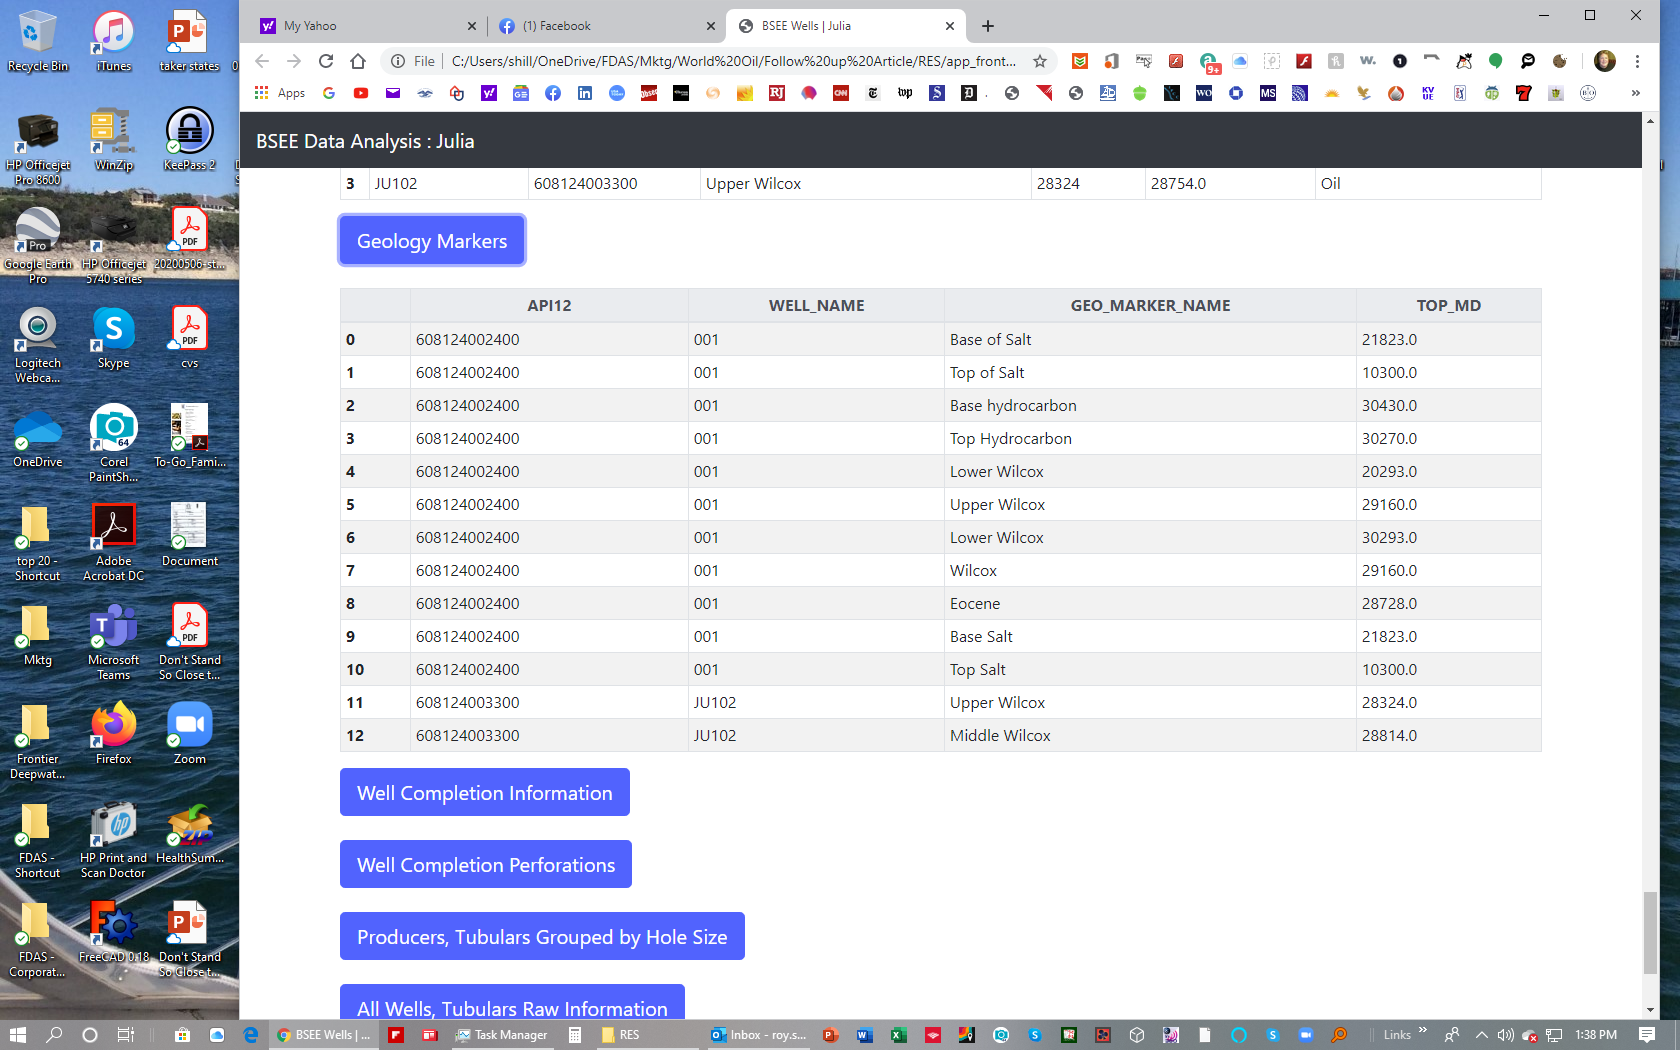 My Yahoo
(1) Facebook
BSEE Wells | Julia
File
C:/Users/shill/OneDrive/FDAS/Mktg/World%20Oil/Follow%20up%20Article/RES/app_front...
Apps
BSEE Data Analysis : Julia
3 JU102 608124003300 Upper Wilcox 28324 28754.0 Oil
Geology Markers
API12 WELL_NAME GEO_MARKER_NAME TOP_MD
0 608124002400 001 Base of Salt 21823.0
1 608124002400 001 Top of Salt 10300.0
2 608124002400 001 Base hydrocarbon 30430.0
3 608124002400 001 Top Hydrocarbon 30270.0
4 608124002400 001 Lower Wilcox 20293.0
5 608124002400 001 Upper Wilcox 29160.0
6 608124002400 001 Lower Wilcox 30293.0
7 608124002400 001 Wilcox 29160.0
8 608124002400 001 Eocene 28728.0
9 608124002400 001 Base Salt 21823.0
10 608124002400 001 Top Salt 10300.0
11 608124003300 JU102 Upper Wilcox 28324.0
12 608124003300 JU102 Middle Wilcox 28814.0
Well Completion Information
Well Completion Perforations
Producers, Tubulars Grouped by Hole Size
All Wells, Tubulars Raw Information
Recycle Bin
iTunes
taker states
HP Officejet
Pro 8600
WinZip
KeePass 2
Google Earth
Pro
HP Officejet
5740 series
20200506-st...
Logitech
Webca...
Skype
cvs
OneDrive
Corel
PaintSh...
To-Go_Fami...
top 20 -
Shortcut
Adobe
Acrobat DC
Document
Mktg
Microsoft
Teams
Don't Stand
So Close t...
Frontier
Deepwat...
Firefox
Zoom
FDAS -
Shortcut
HP Print and
Scan Doctor
HealthSum...
FDAS -
Corporat...
FreeCAD 0.18
Don't Stand
So Close t...
BSEE Wells | ...
Task Manager
RES
Inbox - roy.s...
Links
1:38 PM